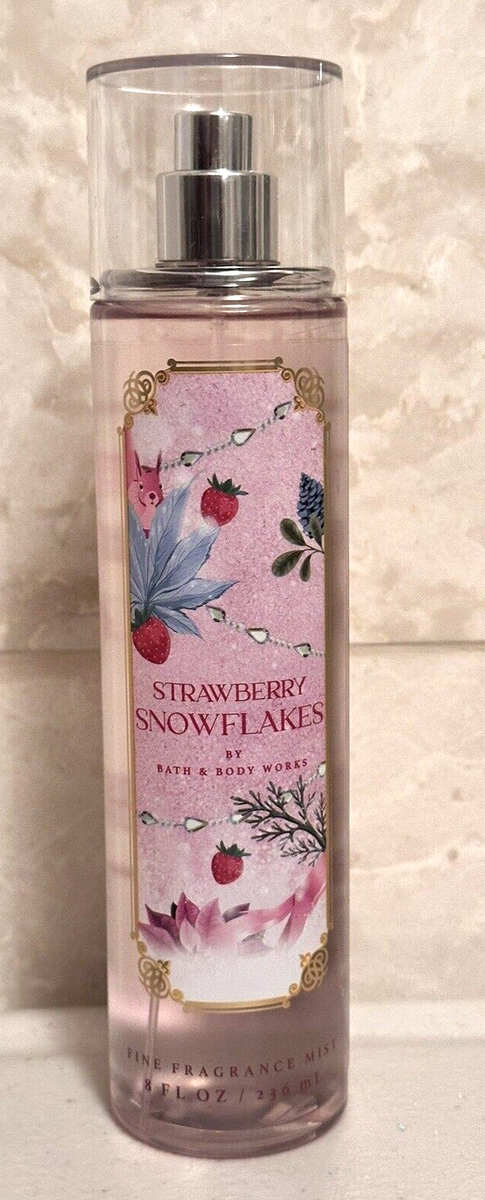 STRAWBERRY
SNOWFLAKES
BY
BATH & BODY WORKS
FINE FRAGRANCE MIST
8 FL OZ / 236 mL